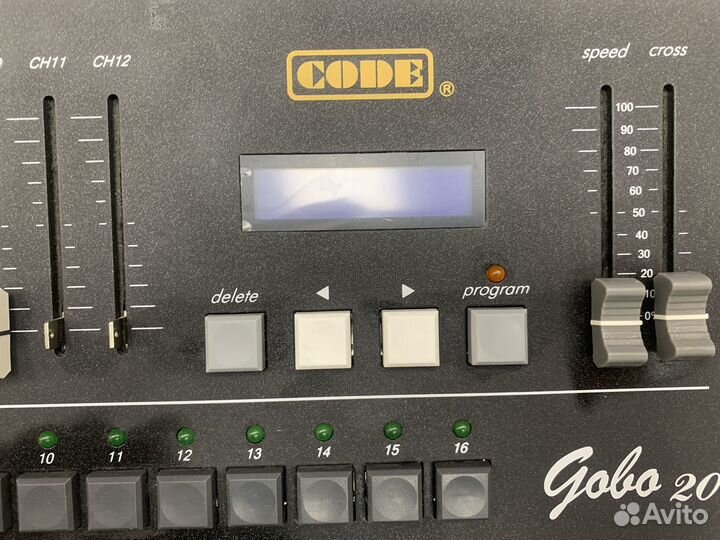 CH11 CH12
CODE ®
speed cross
100
90
80
70
60
50
40
30
20
10
0%
delete ◀ ▶ program
10 11 12 13 14 15 16
Gobo 20
Avito